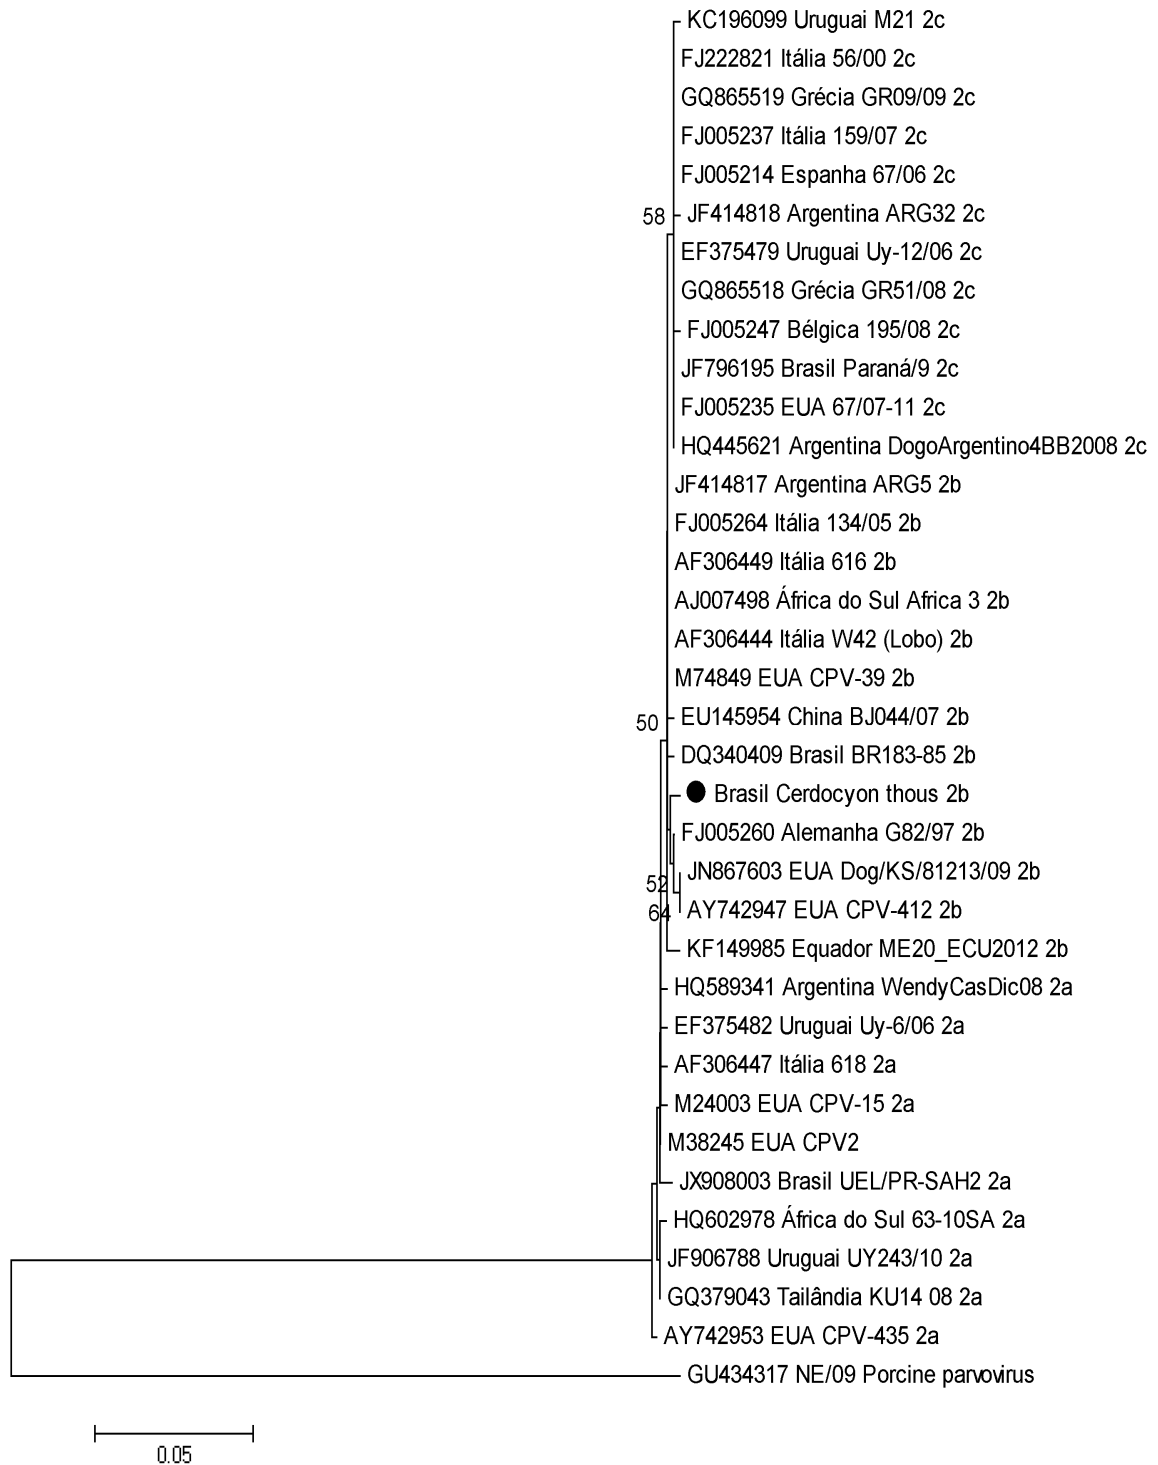 KC196099 Uruguai M21 2c
FJ222821 Itália 56/00 2c
GQ865519 Grécia GR09/09 2c
FJ005237 Itália 159/07 2c
FJ005214 Espanha 67/06 2c
58
JF414818 Argentina ARG32 2c
EF375479 Uruguai Uy-12/06 2c
GQ865518 Grécia GR51/08 2c
FJ005247 Bélgica 195/08 2c
JF796195 Brasil Paraná/9 2c
FJ005235 EUA 67/07-11 2c
HQ445621 Argentina DogoArgentino4BB2008 2c
JF414817 Argentina ARG5 2b
FJ005264 Itália 134/05 2b
AF306449 Itália 616 2b
AJ007498 África do Sul Africa 3 2b
AF306444 Itália W42 (Lobo) 2b
M74849 EUA CPV-39 2b
50
EU145954 China BJ044/07 2b
DQ340409 Brasil BR183-85 2b
Brasil Cerdocyon thous 2b
FJ005260 Alemanha G82/97 2b
JN867603 EUA Dog/KS/81213/09 2b
52
64
AY742947 EUA CPV-412 2b
KF149985 Equador ME20_ECU2012 2b
HQ589341 Argentina WendyCasDic08 2a
EF375482 Uruguai Uy-6/06 2a
AF306447 Itália 618 2a
M24003 EUA CPV-15 2a
M38245 EUA CPV2
JX908003 Brasil UEL/PR-SAH2 2a
HQ602978 África do Sul 63-10SA 2a
JF906788 Uruguai UY243/10 2a
GQ379043 Tailândia KU14 08 2a
AY742953 EUA CPV-435 2a
GU434317 NE/09 Porcine parvovirus
0.05